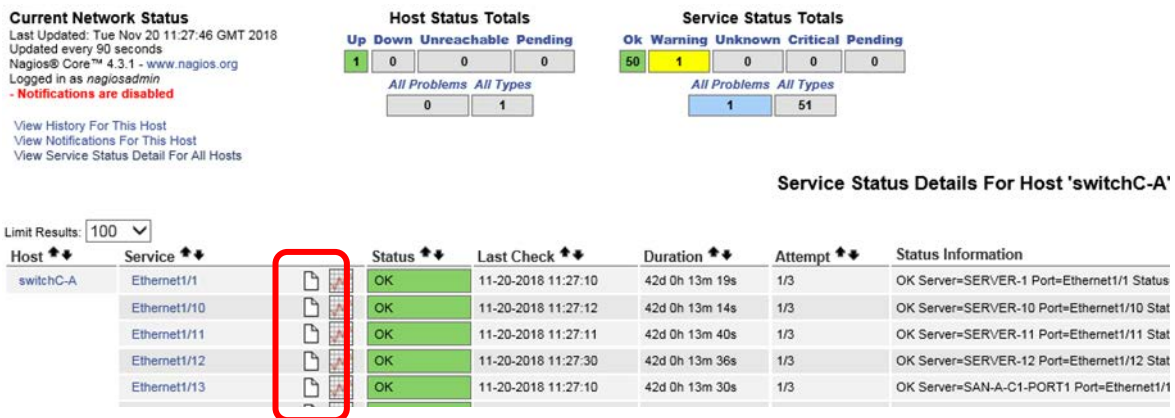 Current Network Status
Last Updated: Tue Nov 20 11:27:46 GMT 2018
Updated every 90 seconds
Nagios® Core™ 4.3.1 - www.nagios.org
Logged in as nagiosadmin
- Notifications are disabled
View History For This Host
View Notifications For This Host
View Service Status Detail For All Hosts
Host Status Totals
Up Down Unreachable Pending
1 0 0 0
All Problems All Types
0 1
Service Status Totals
Ok Warning Unknown Critical Pending
50 1 0 0 0
All Problems All Types
1 51
Service Status Details For Host 'switchC-A'
Limit Results: 100
Host Service Status Last Check Duration Attempt Status Information
switchC-A Ethernet1/1 OK 11-20-2018 11:27:10 42d 0h 13m 19s 1/3 OK Server=SERVER-1 Port=Ethernet1/1 Status
Ethernet1/10 OK 11-20-2018 11:27:12 42d 0h 13m 14s 1/3 OK Server=SERVER-10 Port=Ethernet1/10 Stat
Ethernet1/11 OK 11-20-2018 11:27:11 42d 0h 13m 40s 1/3 OK Server=SERVER-11 Port=Ethernet1/11 Stat
Ethernet1/12 OK 11-20-2018 11:27:30 42d 0h 13m 36s 1/3 OK Server=SERVER-12 Port=Ethernet1/12 Stat
Ethernet1/13 OK 11-20-2018 11:27:10 42d 0h 13m 30s 1/3 OK Server=SAN-A-C1-PORT1 Port=Ethernet1/1